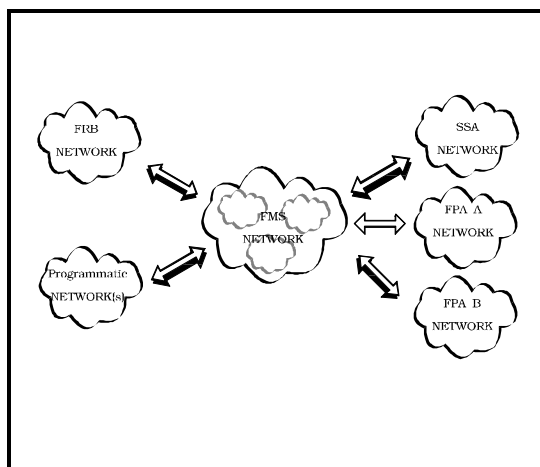 FRB
NETWORK
Programmatic
NETWORK(s)
FMS
NETWORK
SSA
NETWORK
FPA A
NETWORK
FPA B
NETWORK